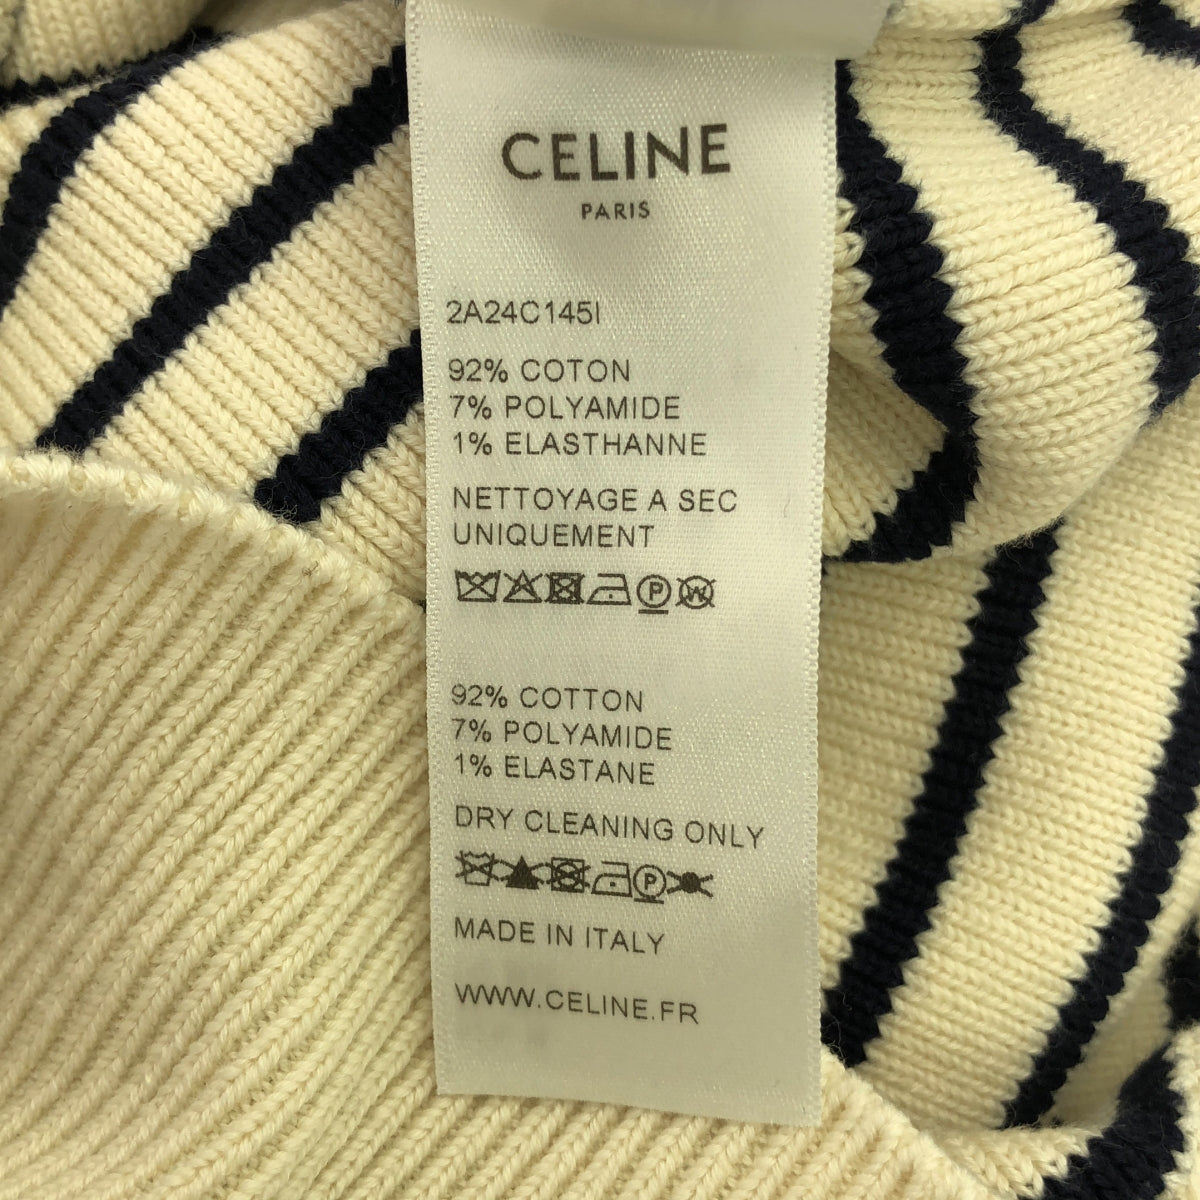 CELINE
PARIS
2A24C145I
92% COTON
7% POLYAMIDE
1% ELASTHANNE
NETTOYAGE A SEC
UNIQUEMENT
P W
92% COTTON
7% POLYAMIDE
1% ELASTANE
DRY CLEANING ONLY
P
MADE IN ITALY
WWW.CELINE.FR